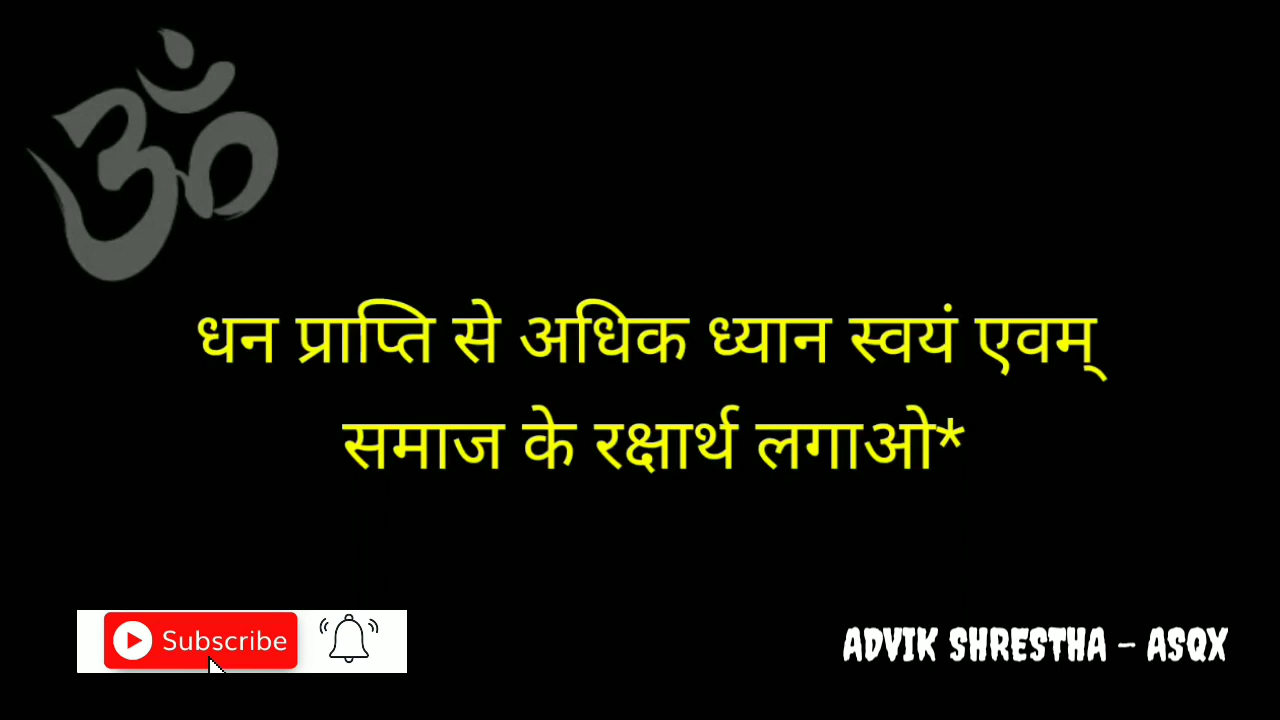 ॐ
धन प्राप्ति से अधिक ध्यान स्वयं एवम्
समाज के रक्षार्थ लगाओ*
Subscribe
ADVIK SHRESTHA - ASQX